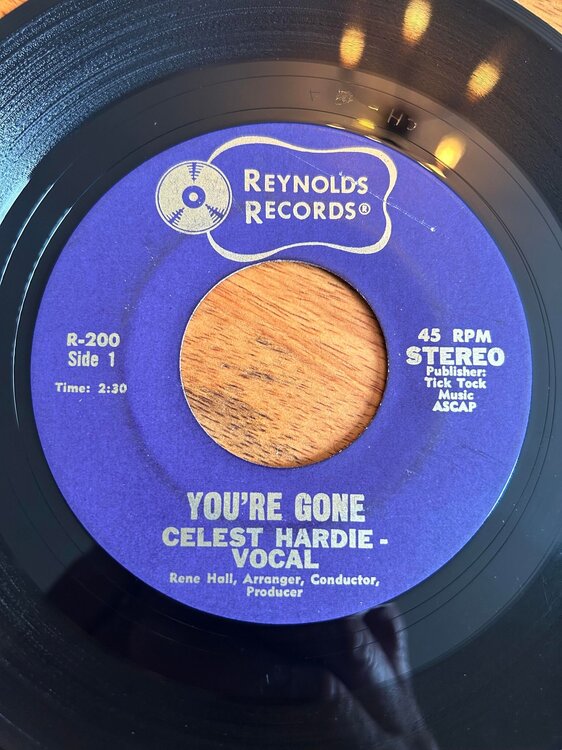 REYNOLDS
RECORDS®
R-200
Side 1
Time: 2:30
45 RPM
STEREO
Publisher:
Tick Tock
Music
ASCAP
YOU'RE GONE
CELEST HARDIE -
VOCAL
Rene Hall, Arranger, Conductor,
Producer